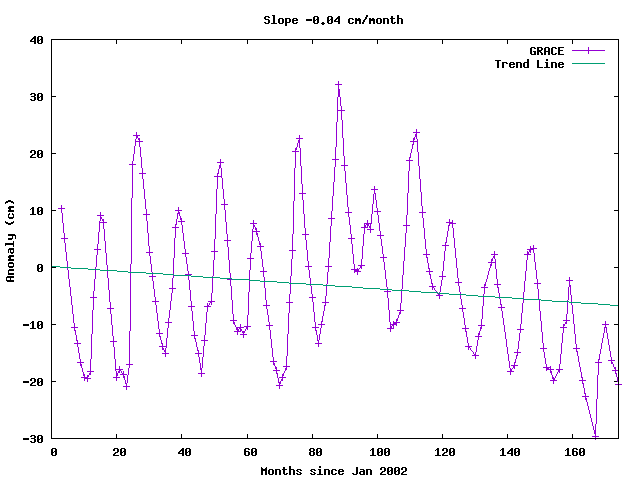 Slope -0.04 cm/month
GRACE
Trend Line
40
30
20
10
0
-10
-20
-30
Anomaly (cm)
0 20 40 60 80 100 120 140 160
Months since Jan 2002